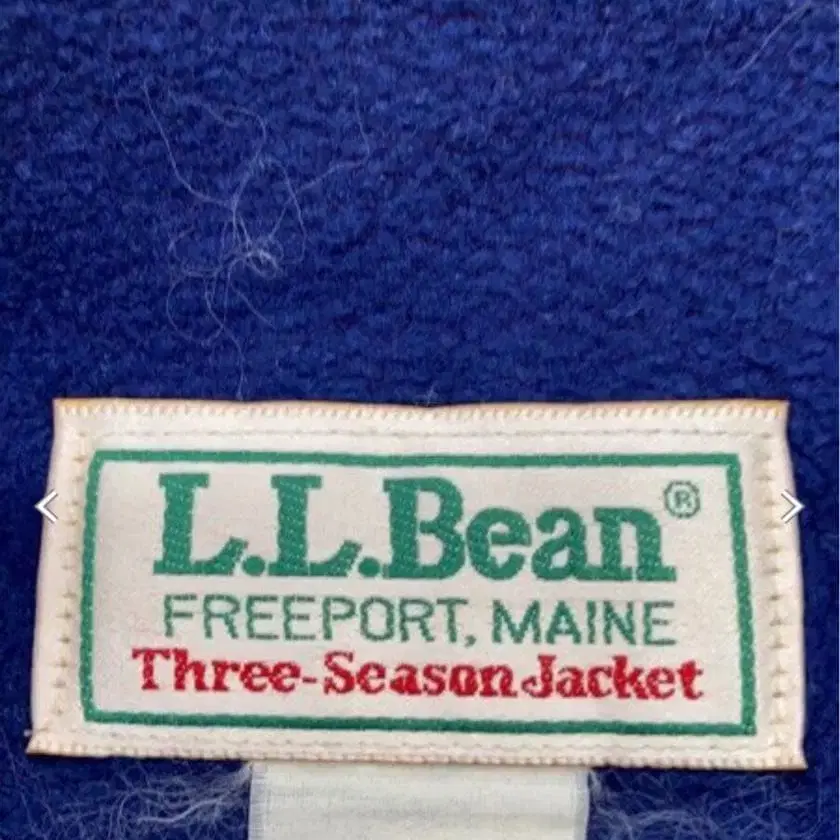 L.L.Bean®
FREEPORT, MAINE
Three-Season Jacket